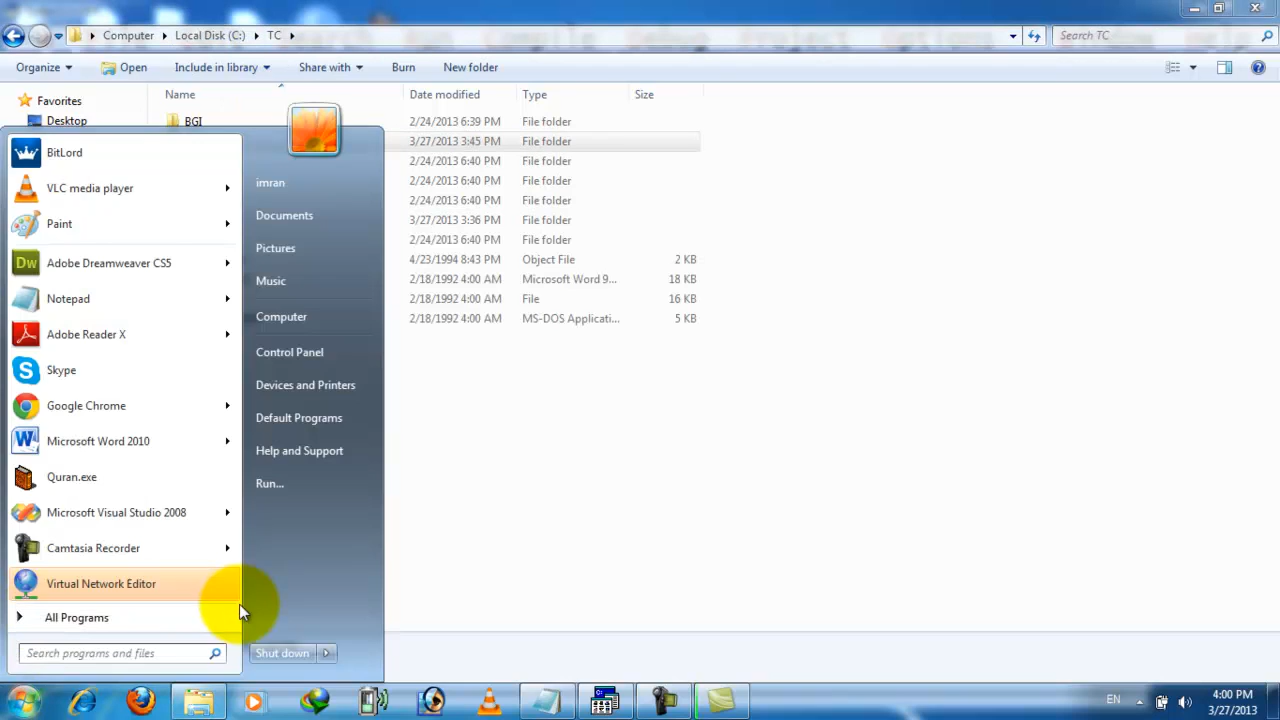 Computer ▸ Local Disk (C:) ▸ TC ▸
Search TC
Organize Open Include in library Share with Burn New folder
Favorites
Desktop
Name Date modified Type Size
BGI 2/24/2013 6:39 PM File folder
3/27/2013 3:45 PM File folder
2/24/2013 6:40 PM File folder
2/24/2013 6:40 PM File folder
2/24/2013 6:40 PM File folder
3/27/2013 3:36 PM File folder
2/24/2013 6:40 PM File folder
4/23/1994 8:43 PM Object File 2 KB
2/18/1992 4:00 AM Microsoft Word 9... 18 KB
2/18/1992 4:00 AM File 16 KB
2/18/1992 4:00 AM MS-DOS Applicati... 5 KB
BitLord
VLC media player
Paint
Dw Adobe Dreamweaver CS5
Notepad
Adobe Reader X
Skype
Google Chrome
Microsoft Word 2010
Quran.exe
Microsoft Visual Studio 2008
Camtasia Recorder
Virtual Network Editor
All Programs
Search programs and files
imran
Documents
Pictures
Music
Computer
Control Panel
Devices and Printers
Default Programs
Help and Support
Run...
Shut down
EN
4:00 PM
3/27/2013